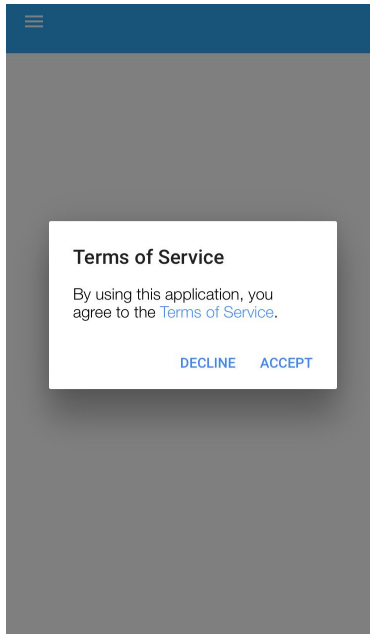 Terms of Service
By using this application, you
agree to the Terms of Service.
DECLINE ACCEPT